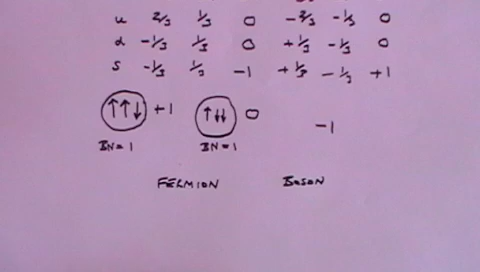 u 2/3 1/3 0 -2/3 -1/3 0
d -1/3 1/3 0 +1/3 -1/3 0
s -1/3 1/3 -1 +1/3 -1/3 +1
↑↑↓ +1 ↑↓↓ 0 -1
BN=1 BN=1
FERMION BOSON